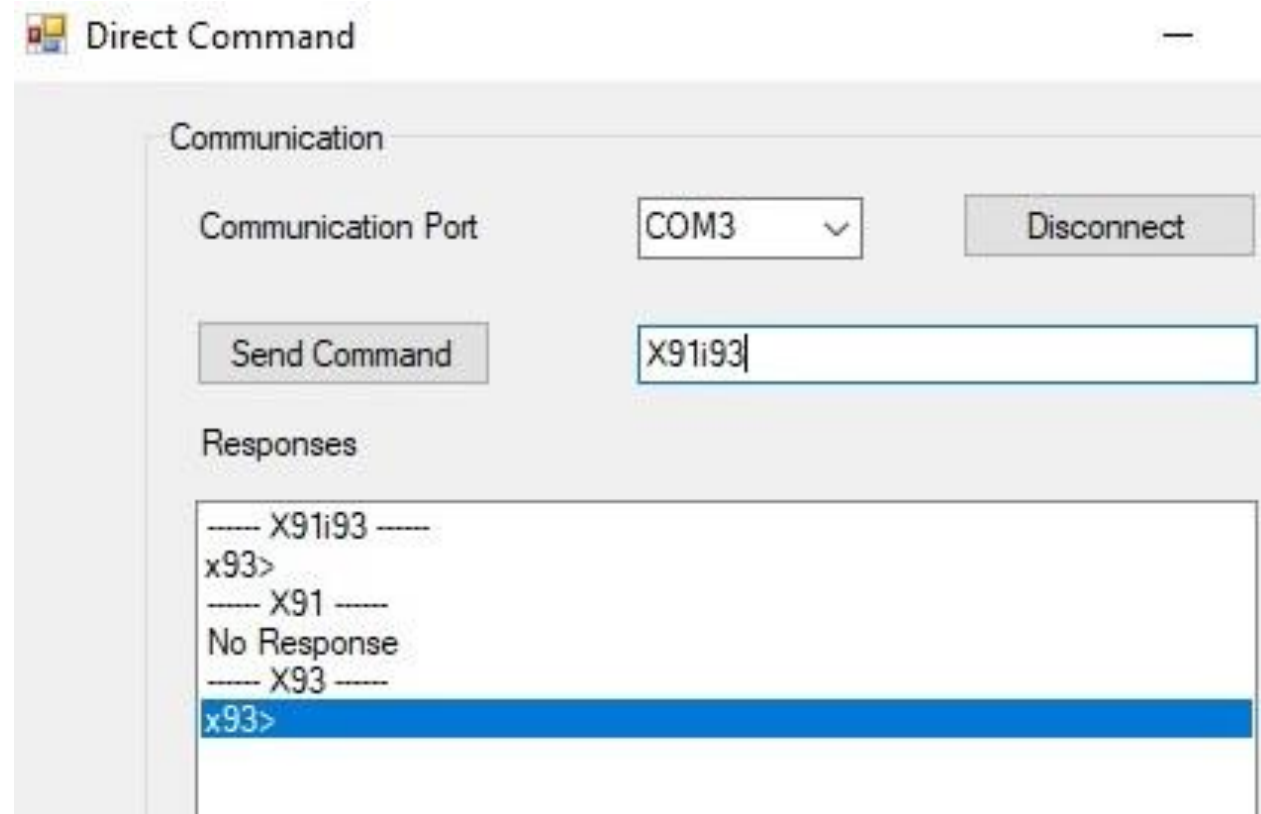 Direct Command
Communication
Communication Port COM3 Disconnect
Send Command X91i93
Responses
------ X91i93 ------
x93>
------ X91 ------
No Response
------ X93 ------
x93>